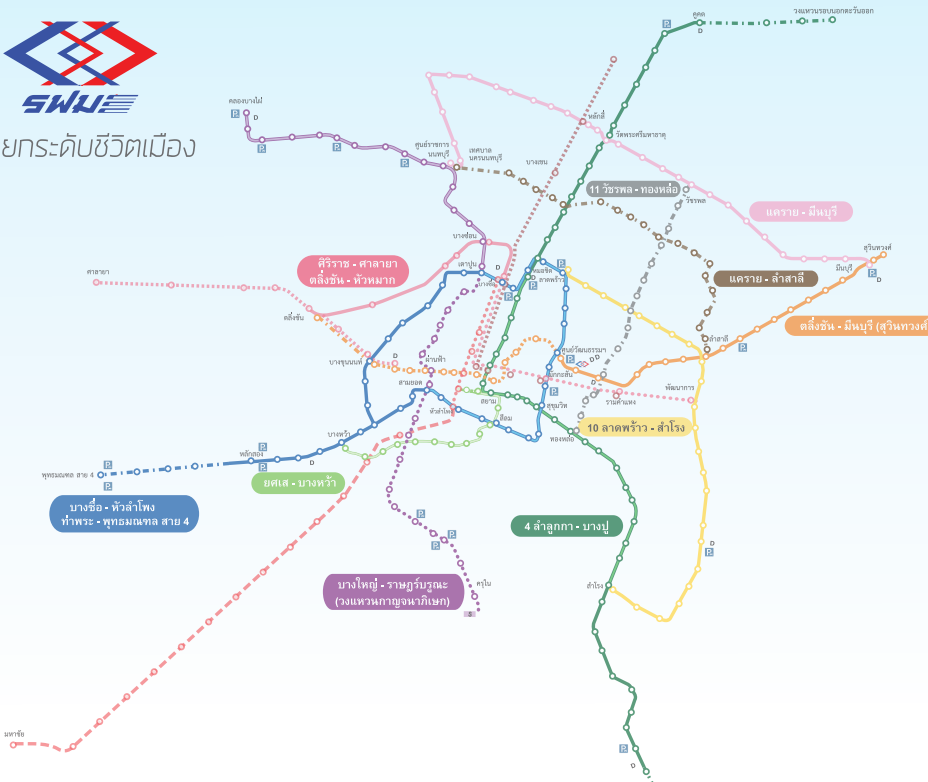 รฟม
ยกระดับชีวิตเมือง
คูคต
วงแหวนรอบนอกตะวันออก
คลองบางไผ่
หลักสี่
วัดพระศรีมหาธาตุ
ศูนย์ราชการ
นนทบุรี
เทศบาล
นครนนทบุรี
บางเขน
11 วัชรพล - ทองหล่อ
วัชรพล
แคราย - มีนบุรี
บางซ่อน
สุวินทวงศ์
มีนบุรี
ศิริราช - ศาลายา
ตลิ่งชัน - หัวหมาก
เตาปูน
บางซื่อ
หมอชิต
ลาดพร้าว
แคราย - ลำสาลี
ศาลายา
ตลิ่งชัน
ตลิ่งชัน - มีนบุรี (สุวินทวงศ์)
ลำสาลี
ศูนย์วัฒนธรรมฯ
บางขุนนนท์
ผ่านฟ้า
มักกะสัน
สามยอด
สยาม
พัฒนาการ
รามคำแหง
หัวลำโพง
สุขุมวิท
สีลม
บางหว้า
ทองหล่อ
10 ลาดพร้าว - สำโรง
หลักสอง
พุทธมณฑล สาย 4
ยศเส - บางหว้า
บางซื่อ - หัวลำโพง
ท่าพระ - พุทธมณฑล สาย 4
4 ลำลูกกา - บางปู
บางใหญ่ - ราษฎร์บูรณะ
(วงแหวนกาญจนาภิเษก)
ครุใน
สำโรง
มหาชัย